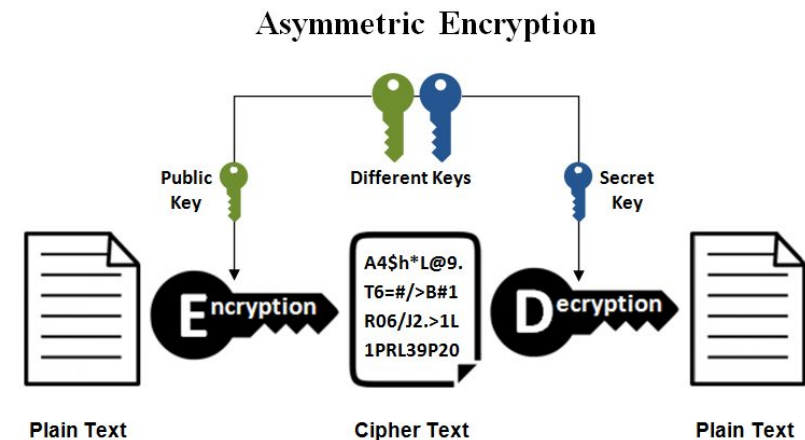 Asymmetric Encryption
Public
Key
Different Keys
Secret
Key
Encryption
A4$h*L@9.
T6=#/>B#1
R06/J2.>1L
1PRL39P20
Decryption
Plain Text
Cipher Text
Plain Text